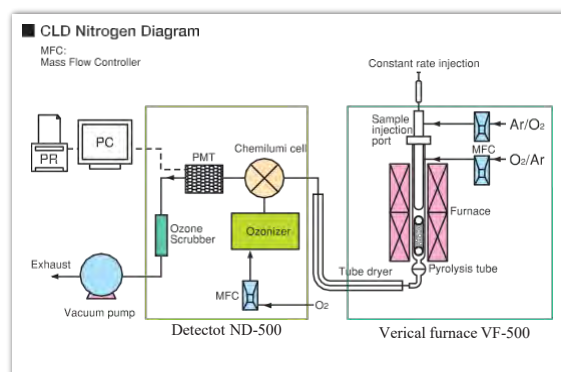 ■ CLD Nitrogen Diagram
MFC:
Mass Flow Controller
Constant rate injection
Sample
injection
port
Ar/O₂
MFC
O₂/Ar
Furnace
Pyrolysis tube
Tube dryer
PR
PC
PMT
Chemilumi cell
Ozone
Scrubber
Ozonizer
MFC
O₂
Exhaust
Vacuum pump
Detectot ND-500
Verical furnace VF-500